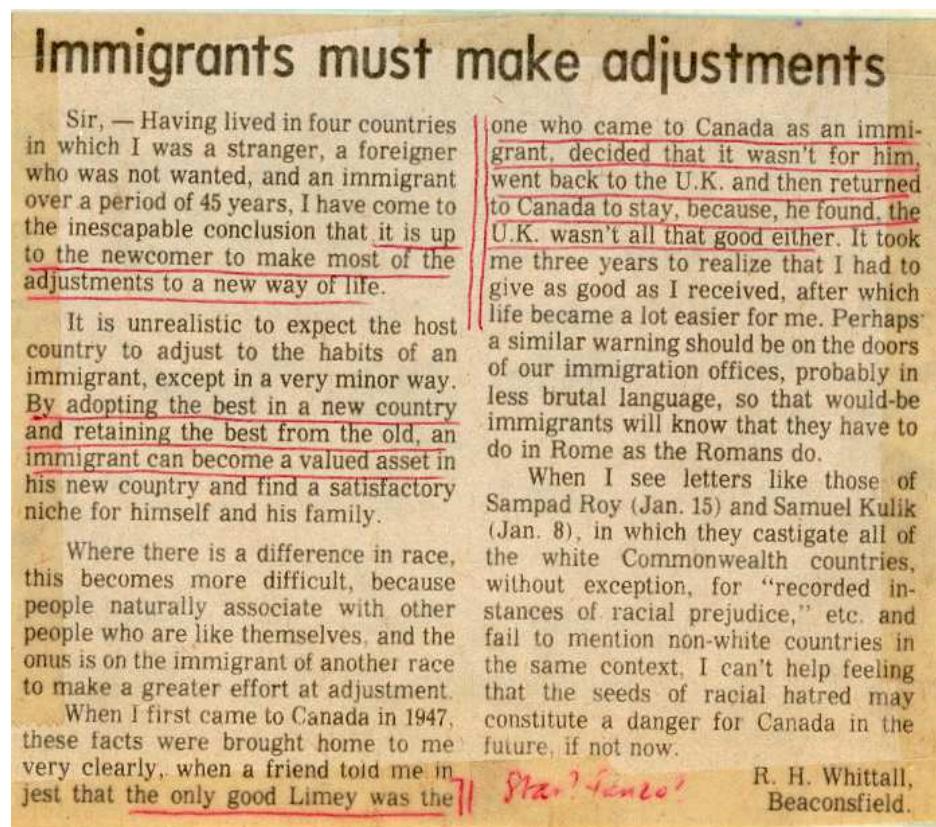 Immigrants must make adjustments
Sir, — Having lived in four countries
in which I was a stranger, a foreigner
who was not wanted, and an immigrant
over a period of 45 years, I have come to
the inescapable conclusion that it is up
to the newcomer to make most of the
adjustments to a new way of life.
It is unrealistic to expect the host
country to adjust to the habits of an
immigrant, except in a very minor way.
By adopting the best in a new country
and retaining the best from the old, an
immigrant can become a valued asset in
his new country and find a satisfactory
niche for himself and his family.
Where there is a difference in race,
this becomes more difficult, because
people naturally associate with other
people who are like themselves, and the
onus is on the immigrant of another race
to make a greater effort at adjustment.
When I first came to Canada in 1947,
these facts were brought home to me
very clearly, when a friend told me in
jest that the only good Limey was the
one who came to Canada as an immi-
grant, decided that it wasn't for him,
went back to the U.K. and then returned
to Canada to stay, because, he found, the
U.K. wasn't all that good either. It took
me three years to realize that I had to
give as good as I received, after which
life became a lot easier for me. Perhaps
a similar warning should be on the doors
of our immigration offices, probably in
less brutal language, so that would-be
immigrants will know that they have to
do in Rome as the Romans do.
When I see letters like those of
Sampad Roy (Jan. 15) and Samuel Kulik
(Jan. 8), in which they castigate all of
the white Commonwealth countries,
without exception, for "recorded in-
stances of racial prejudice," etc. and
fail to mention non-white countries in
the same context, I can't help feeling
that the seeds of racial hatred may
constitute a danger for Canada in the
future, if not now.
Star?
R. H. Whittall,
Beaconsfield.